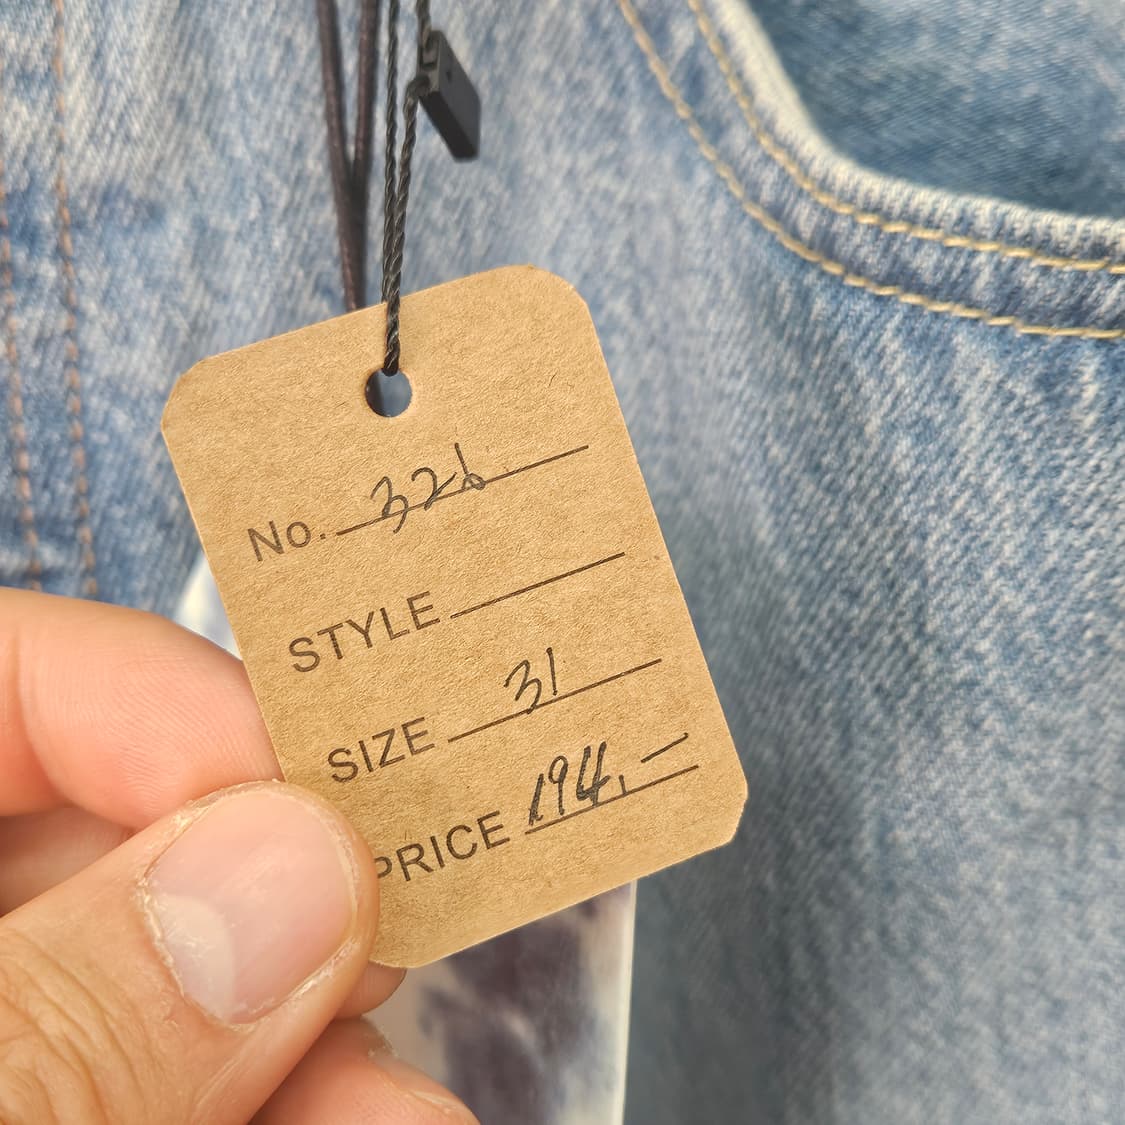 No. 326
STYLE
SIZE 31
PRICE 194,-